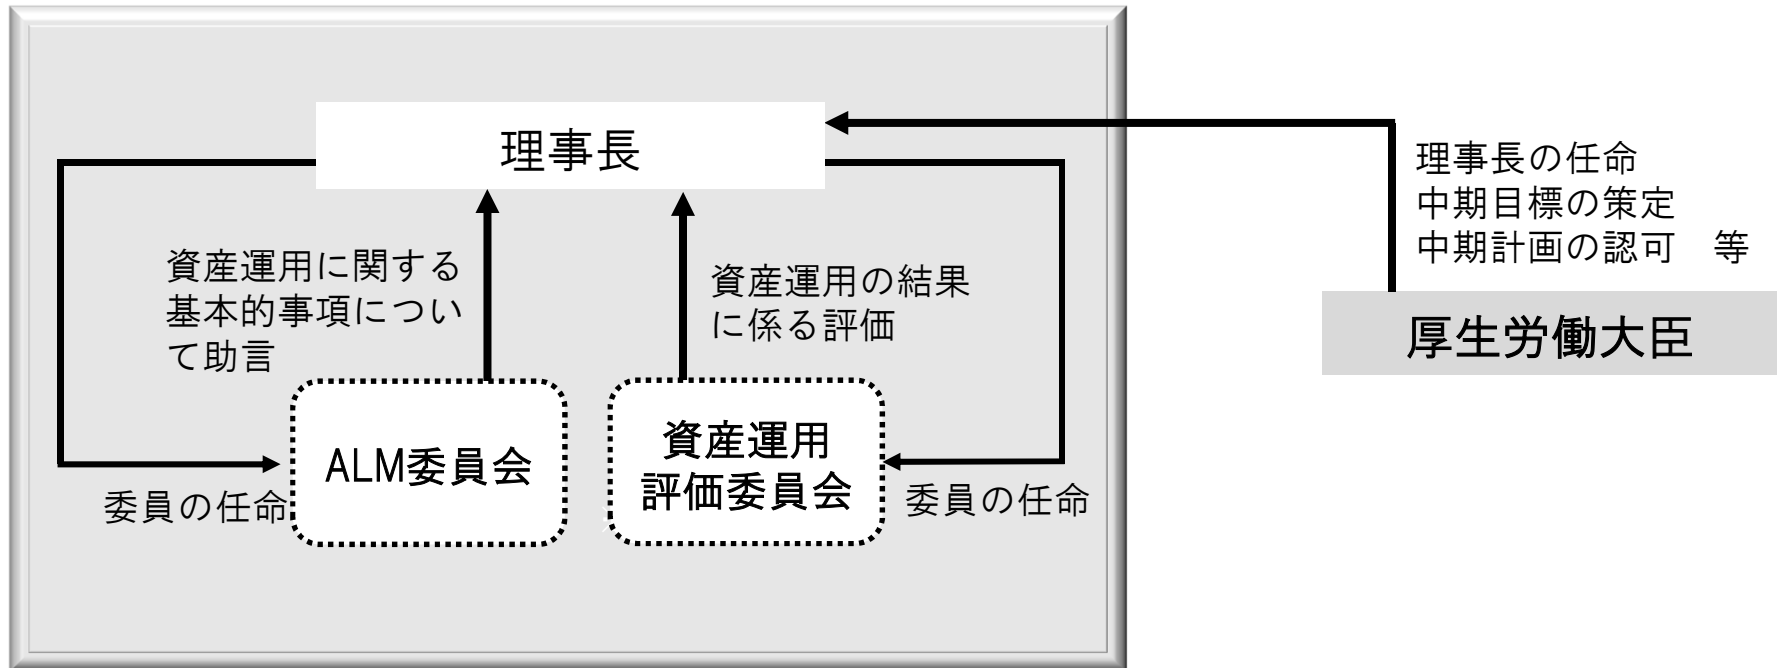 理事長
理事長の任命
中期目標の策定
中期計画の認可　等
厚生労働大臣
資産運用に関する
基本的事項につい
て助言
資産運用の結果
に係る評価
ALM委員会
資産運用
評価委員会
委員の任命
委員の任命